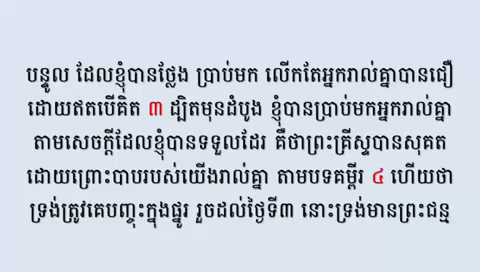 បន្ទូល ដែលខ្ញុំបានថ្លែង ប្រាប់មក លើកតែអ្នករាល់គ្នាបានជឿ
ដោយឥតបើគិត ៣ ដ្បិតមុនដំបូង ខ្ញុំបានប្រាប់មកអ្នករាល់គ្នា
តាមសេចក្ដីដែលខ្ញុំបានទទួលដែរ គឺថាព្រះគ្រីស្ទបានសុគត
ដោយព្រោះបាបរបស់យើងរាល់គ្នា តាមបទគម្ពីរ ៤ ហើយថា
ទ្រង់ត្រូវគេបញ្ចុះក្នុងផ្នូរ រួចដល់ថ្ងៃទី៣ នោះទ្រង់មានព្រះជន្ម